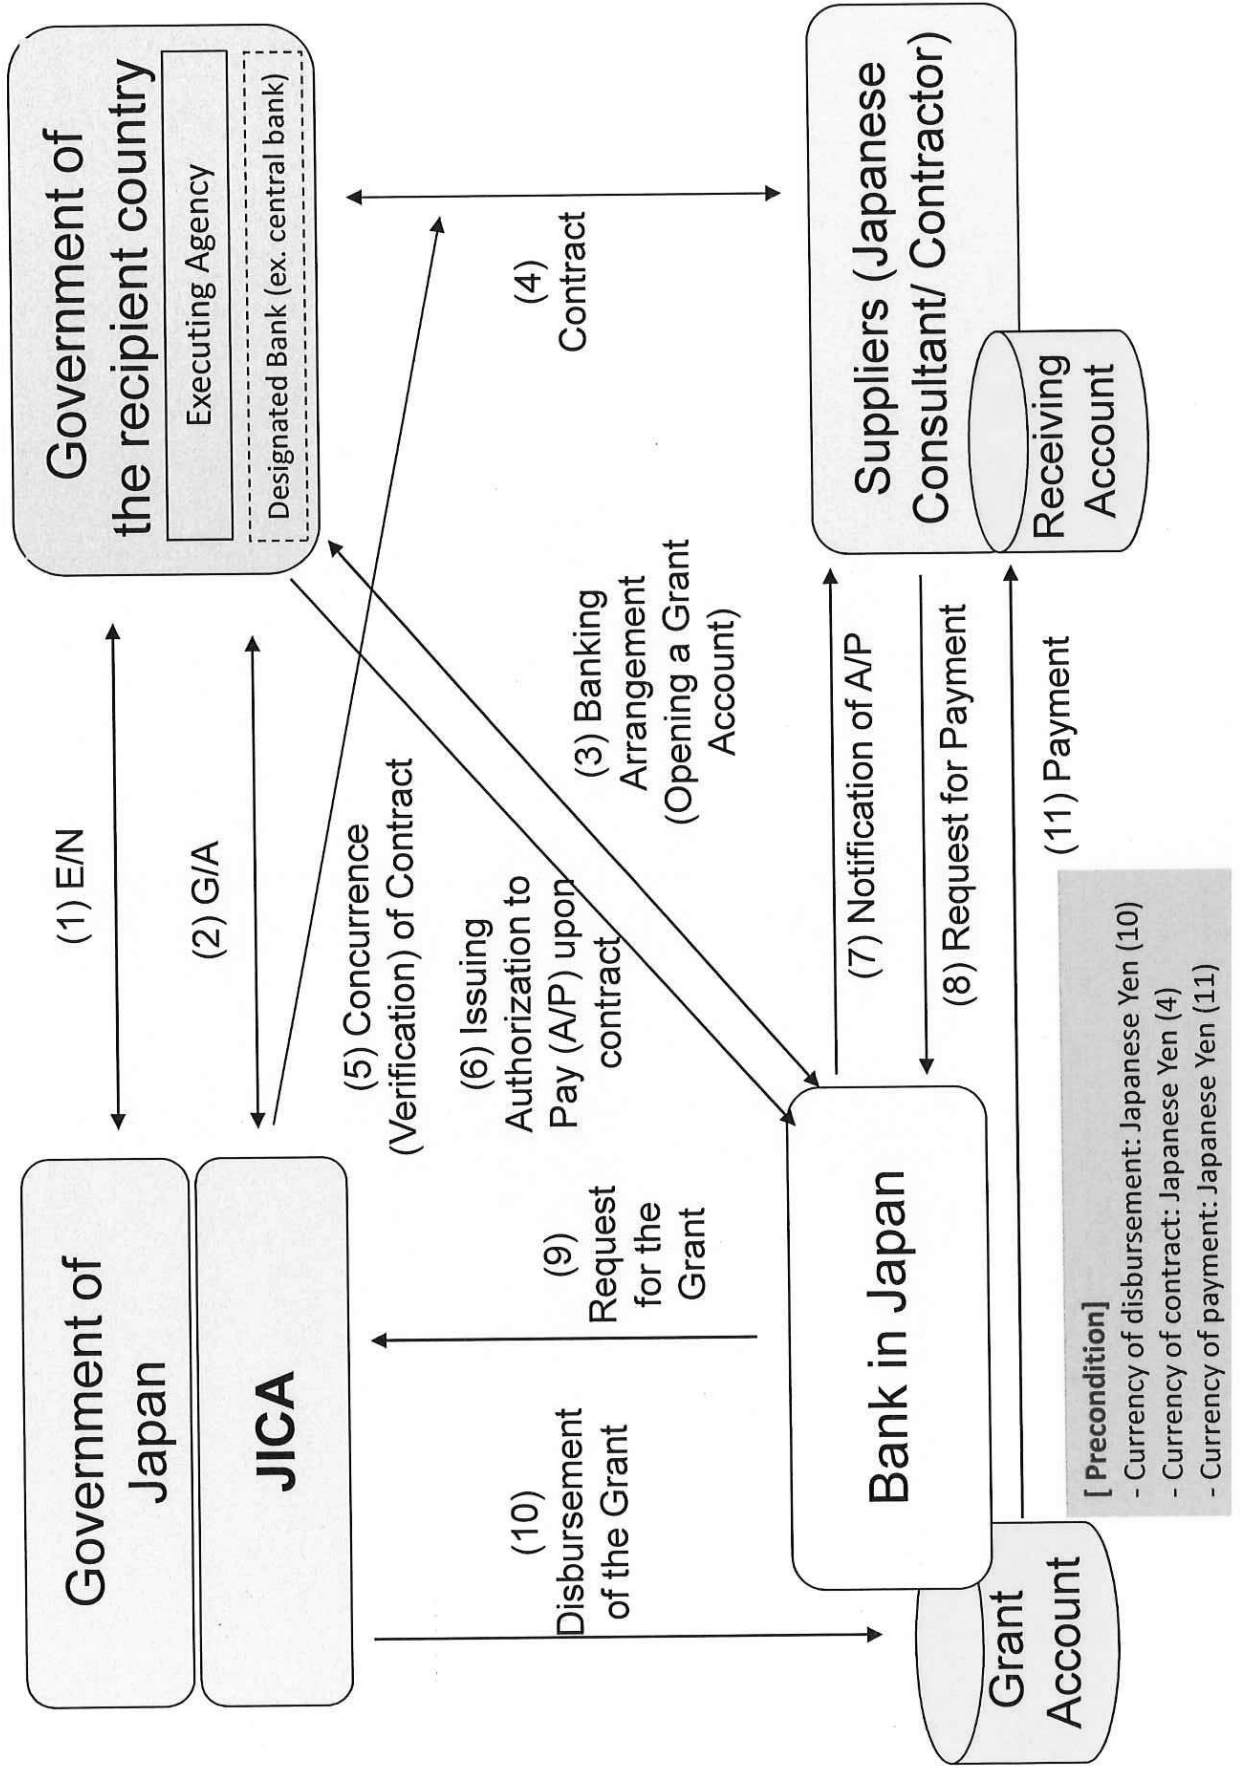 Government of
Japan
JICA
(1) E/N
(2) G/A
Government of
the recipient country
Executing Agency
Designated Bank (ex. central bank)
(5) Concurrence
(Verification) of Contract
(6) Issuing
Authorization to
Pay (A/P) upon
contract
(3) Banking
Arrangement
(Opening a Grant
Account)
(4)
Contract
(10)
Disbursement
of the Grant
(9)
Request
for the
Grant
Bank in Japan
Grant
Account
(7) Notification of A/P
(8) Request for Payment
(11) Payment
Suppliers (Japanese
Consultant/ Contractor)
Receiving
Account
[ Precondition]
- Currency of disbursement: Japanese Yen (10)
- Currency of contract: Japanese Yen (4)
- Currency of payment: Japanese Yen (11)